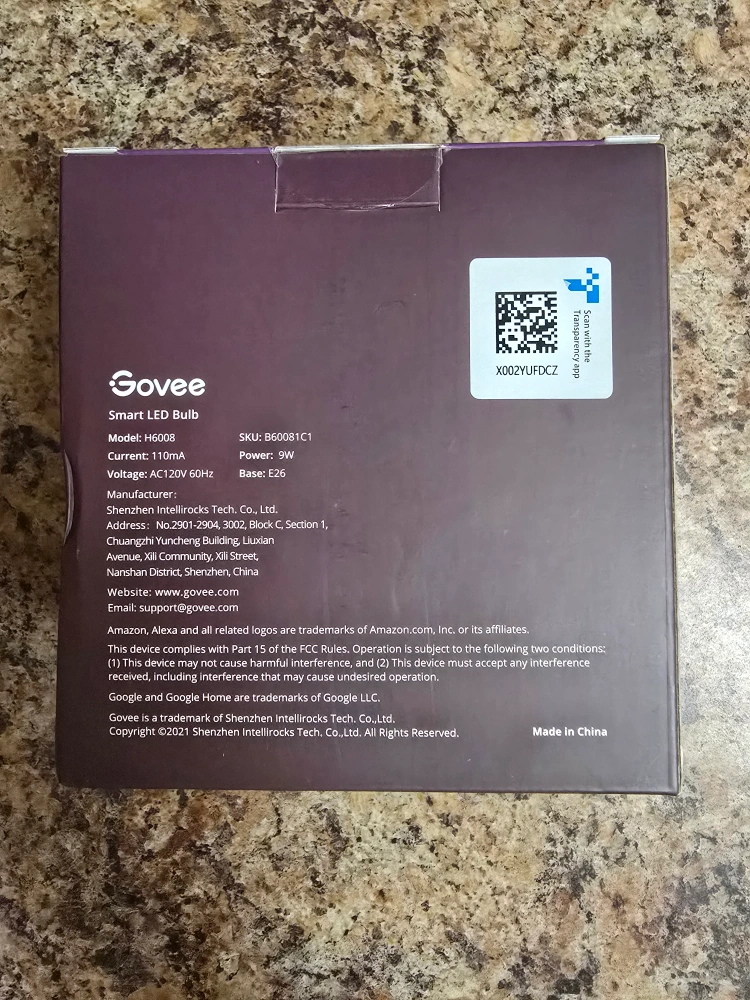 Scan with the
Transparency app
X002YUFDCZ
Govee
Smart LED Bulb
Model: H6008 SKU: B60081C1
Current: 110mA Power: 9W
Voltage: AC120V 60Hz Base: E26
Manufacturer:
Shenzhen Intellirocks Tech. Co., Ltd.
Address: No.2901-2904, 3002, Block C, Section 1,
Chuangzhi Yuncheng Building, Liuxian
Avenue, Xili Community, Xili Street,
Nanshan District, Shenzhen, China
Website: www.govee.com
Email: support@govee.com
Amazon, Alexa and all related logos are trademarks of Amazon.com, Inc. or its affiliates.
This device complies with Part 15 of the FCC Rules. Operation is subject to the following two conditions:
(1) This device may not cause harmful interference, and (2) This device must accept any interference
received, including interference that may cause undesired operation.
Google and Google Home are trademarks of Google LLC.
Govee is a trademark of Shenzhen Intellirocks Tech. Co.,Ltd.
Copyright ©2021 Shenzhen Intellirocks Tech. Co.,Ltd. All Rights Reserved. Made in China